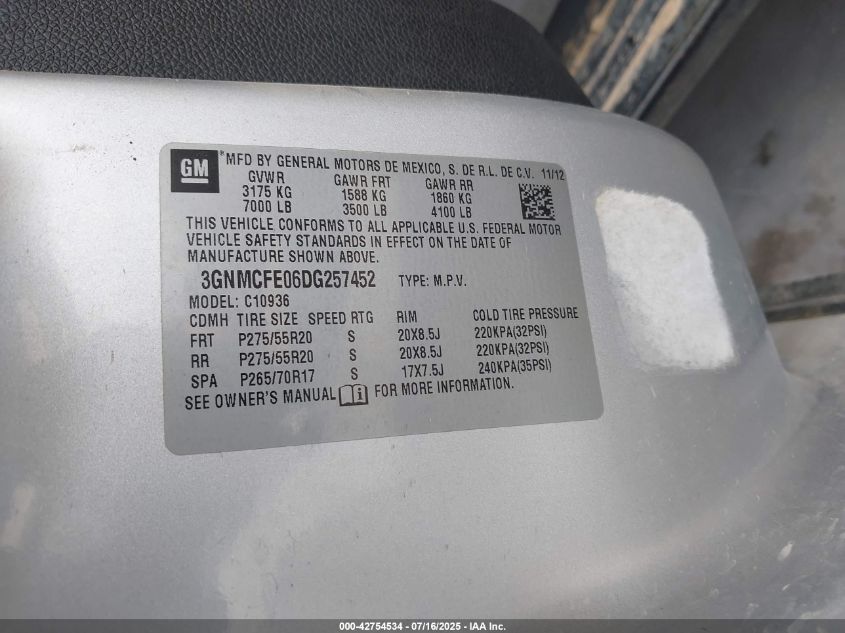 GM
MFD BY GENERAL MOTORS DE MEXICO, S. DE R.L. DE C.V. 11/12
GVWR GAWR FRT GAWR RR
3175 KG 1588 KG 1860 KG
7000 LB 3500 LB 4100 LB
THIS VEHICLE CONFORMS TO ALL APPLICABLE U.S. FEDERAL MOTOR
VEHICLE SAFETY STANDARDS IN EFFECT ON THE DATE OF
MANUFACTURE SHOWN ABOVE.
3GNMCFE06DG257452 TYPE: M.P.V.
MODEL: C10936
CDMH TIRE SIZE SPEED RTG RIM COLD TIRE PRESSURE
FRT P275/55R20 S 20X8.5J 220KPA(32PSI)
RR P275/55R20 S 20X8.5J 220KPA(32PSI)
SPA P265/70R17 S 17X7.5J 240KPA(35PSI)
SEE OWNER'S MANUAL FOR MORE INFORMATION.
000-42754534 - 07/16/2025 - IAA Inc.